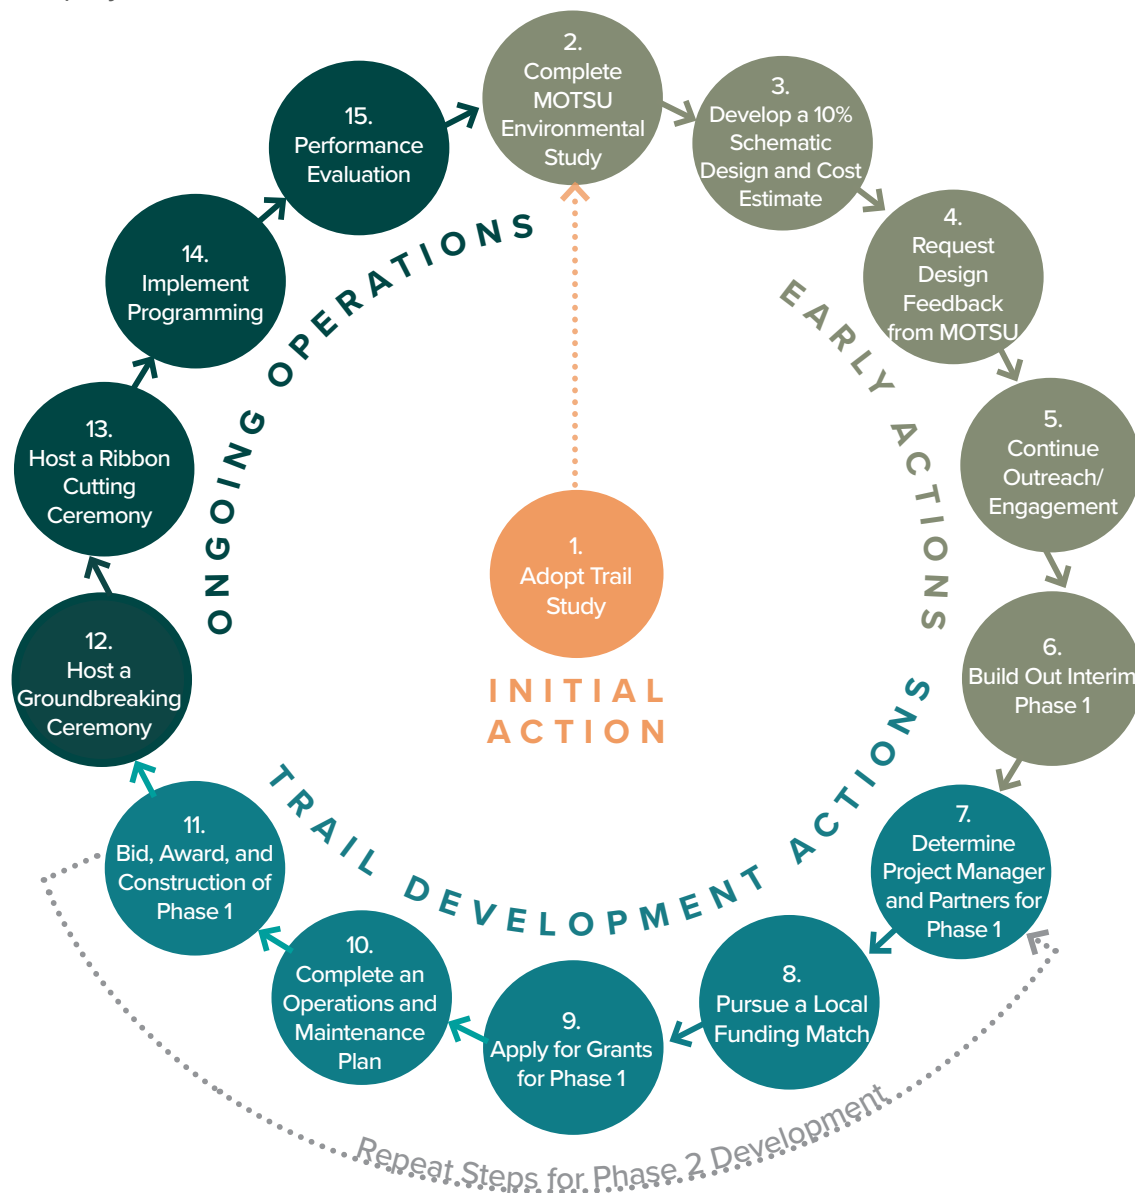 1.
Adopt Trail
Study
INITIAL
ACTION
2.
Complete
MOTSU
Environmental
Study
3.
Develop a 10%
Schematic
Design and Cost
Estimate
4.
Request
Design
Feedback
from MOTSU
5.
Continue
Outreach/
Engagement
6.
Build Out Interim
Phase 1
EARLY ACTIONS
7.
Determine
Project Manager
and Partners for
Phase 1
8.
Pursue a Local
Funding Match
9.
Apply for Grants
for Phase 1
10.
Complete an
Operations and
Maintenance
Plan
11.
Bid, Award, and
Construction of
Phase 1
TRAIL DEVELOPMENT ACTIONS
Repeat Steps for Phase 2 Development
12.
Host a
Groundbreaking
Ceremony
13.
Host a Ribbon
Cutting
Ceremony
14.
Implement
Programming
15.
Performance
Evaluation
ONGOING OPERATIONS